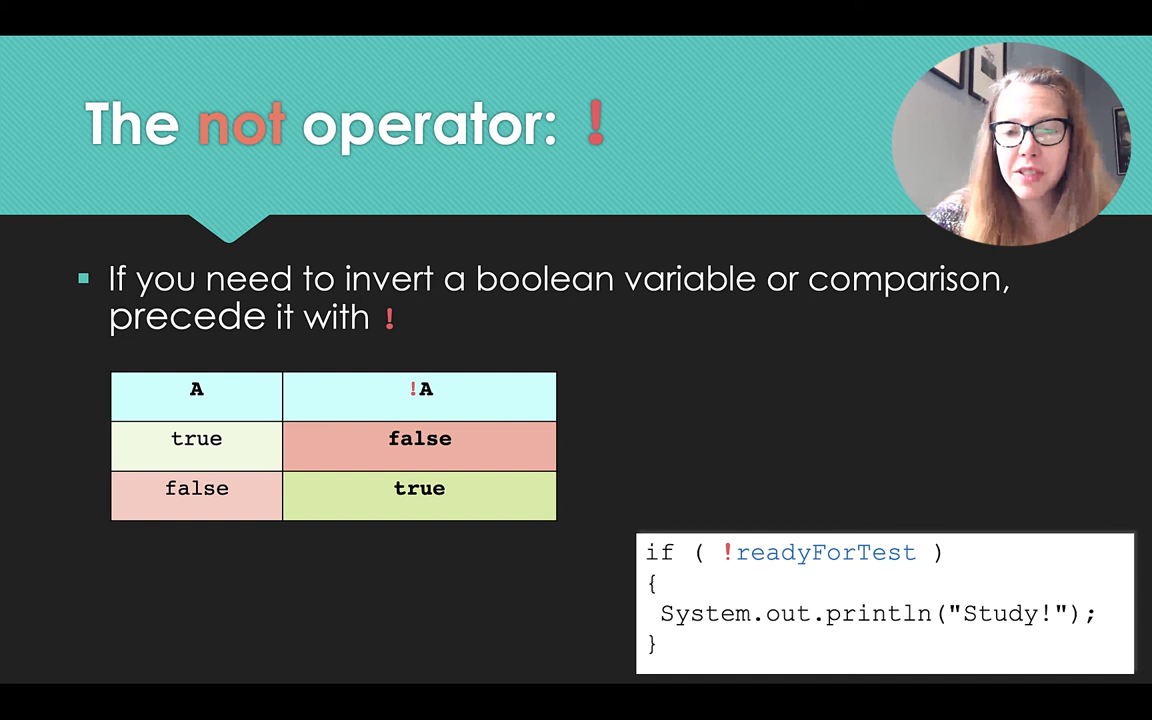 The not operator: !
If you need to invert a boolean variable or comparison,
precede it with !
A !A
true false
false true
if ( !readyForTest )
{
System.out.println("Study!");
}